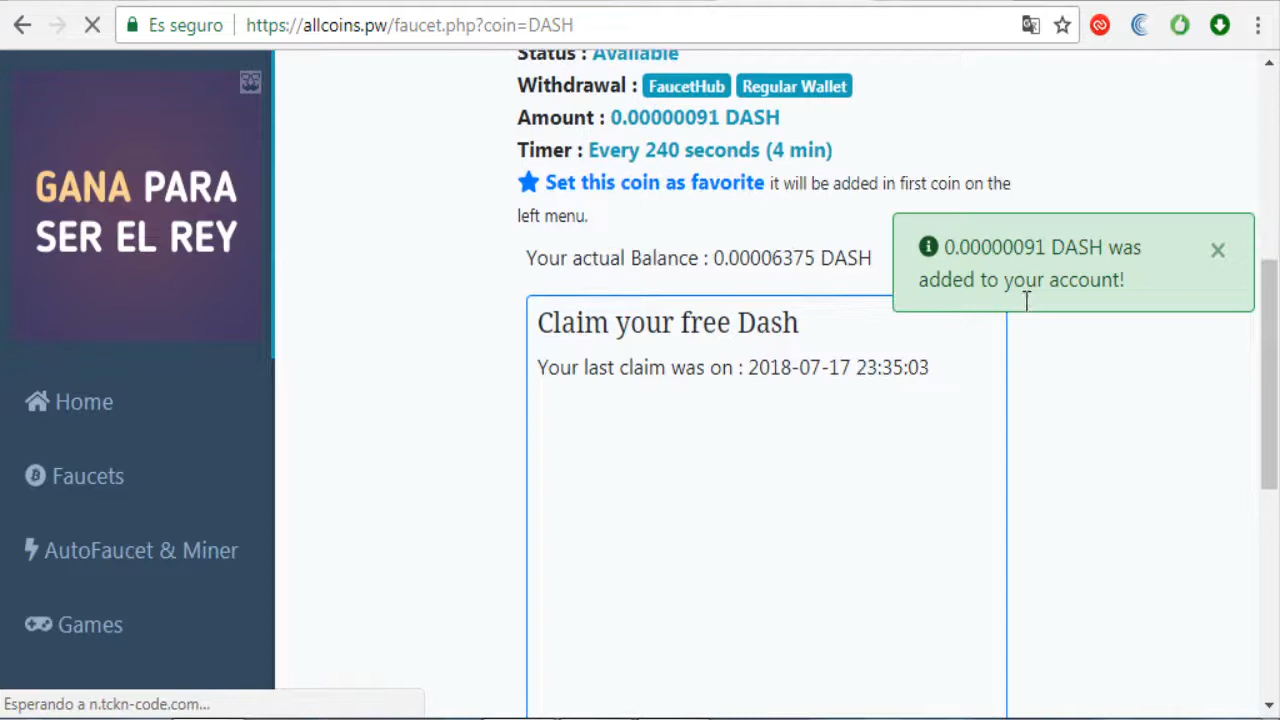 Es seguro https://allcoins.pw/faucet.php?coin=DASH
GANA PARA
SER EL REY
Home
Faucets
AutoFaucet & Miner
Games
Status : Available
Withdrawal : FaucetHub Regular Wallet
Amount : 0.00000091 DASH
Timer : Every 240 seconds (4 min)
Set this coin as favorite it will be added in first coin on the
left menu.
Your actual Balance : 0.00006375 DASH
0.00000091 DASH was
added to your account!
Claim your free Dash
Your last claim was on : 2018-07-17 23:35:03
Esperando a n.tckn-code.com...